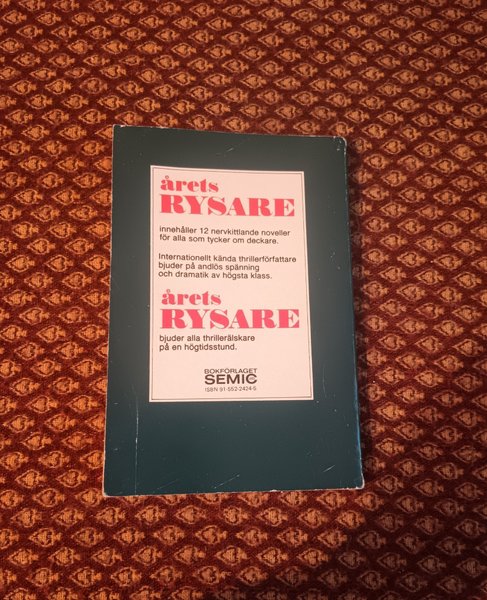 årets
RYSARE
innehåller 12 nervkittlande noveller
för alla som tycker om deckare.
Internationellt kända thrillerförfattare
bjuder på andlös spänning
och dramatik av högsta klass.
årets
RYSARE
bjuder alla thrillerälskare
på en högtidsstund.
BOKFÖRLAGET
SEMIC
ISBN 91-552-2424-5